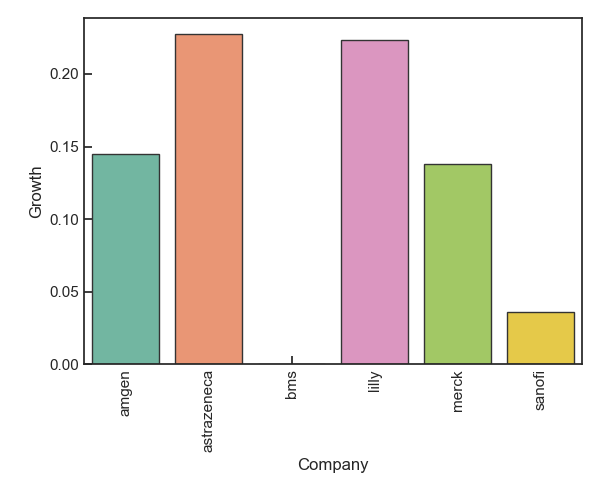 Growth
0.20
0.15
0.10
0.05
0.00
amgen
astrazeneca
bms
lilly
merck
sanofi
Company